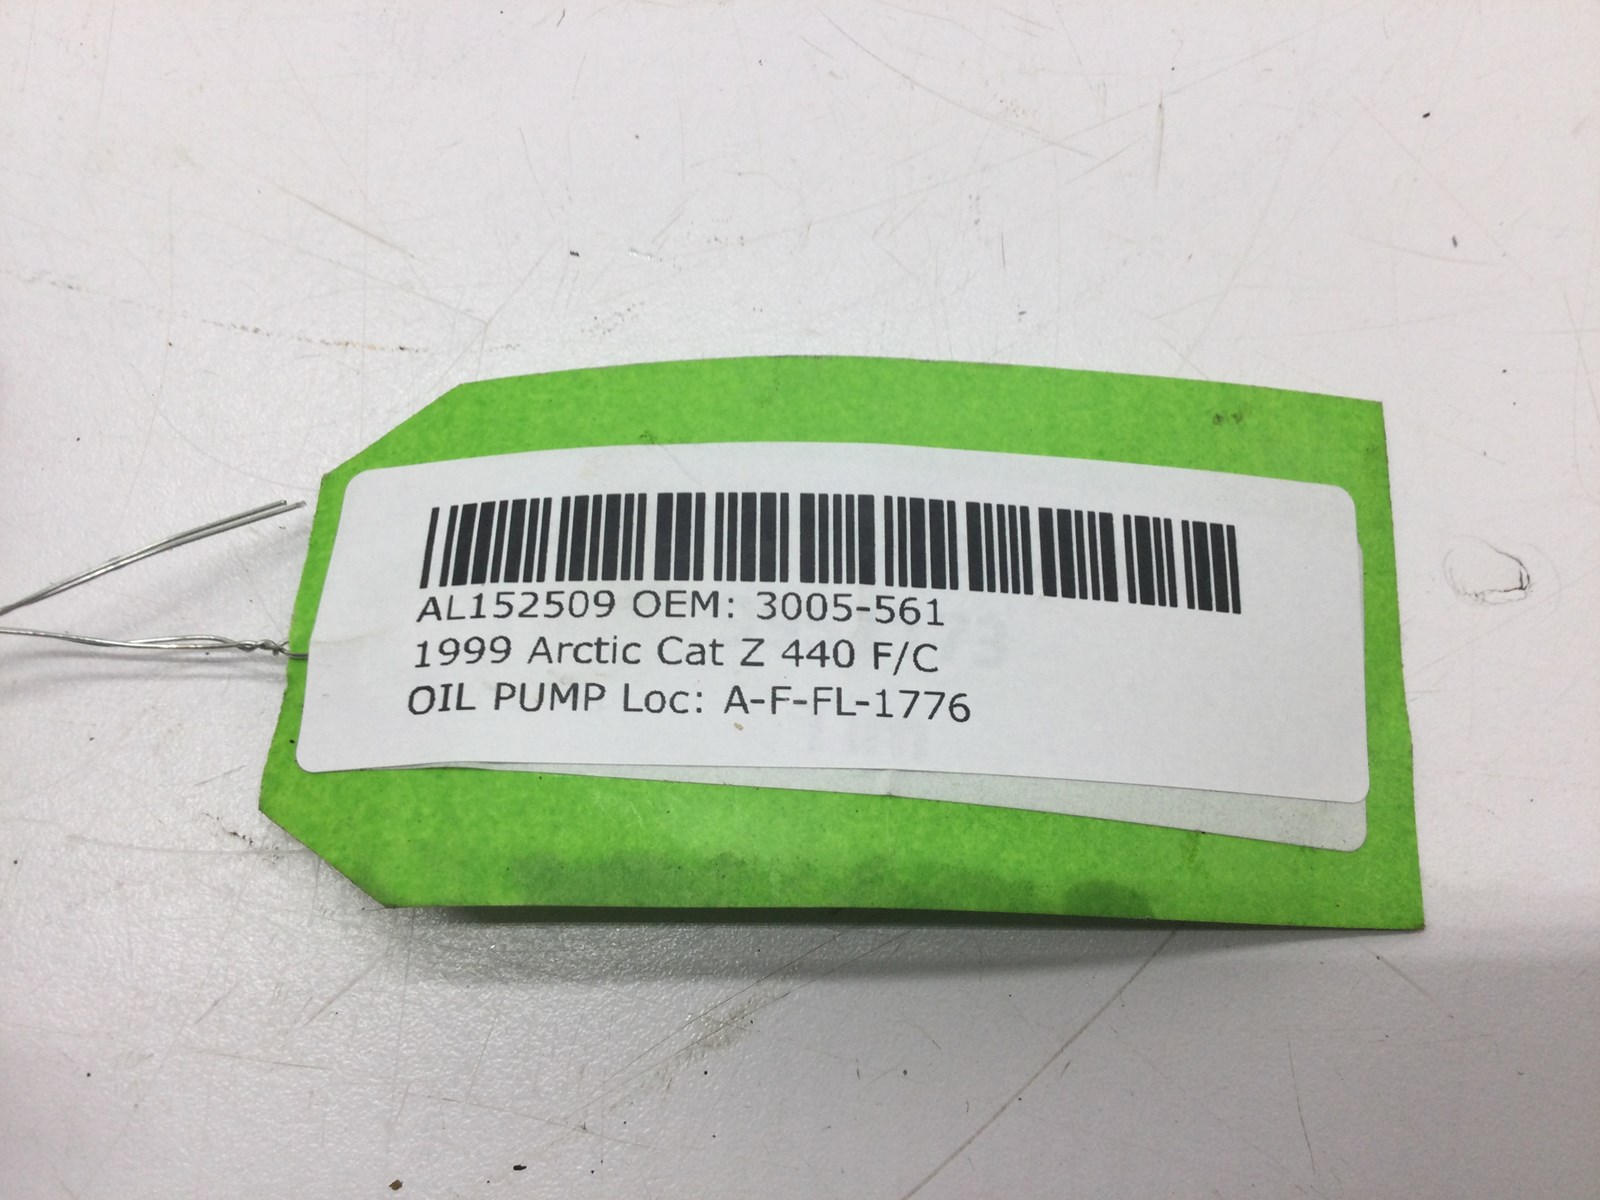 AL152509 OEM: 3005-561
1999 Arctic Cat Z 440 F/C
OIL PUMP Loc: A-F-FL-1776